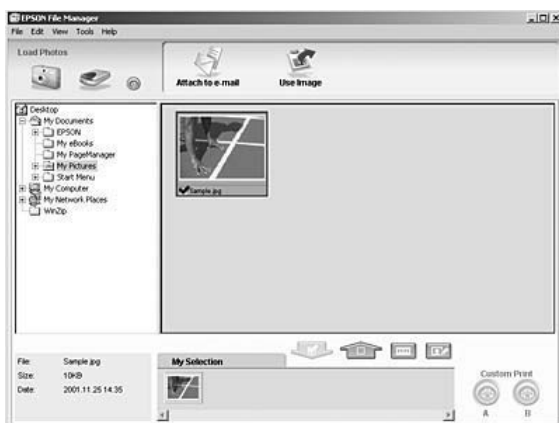 EPSON File Manager
File Edit View Tools Help
Load Photos
Attach to e-mail
Use Image
Desktop
My Documents
EPSON
My eBooks
My PageManager
My Pictures
Start Menu
My Computer
My Network Places
WinZip
Sample.jpg
File: Sample.jpg
Size: 10KB
Date: 2001.11.25 14:35
My Selection
Custom Print
A B